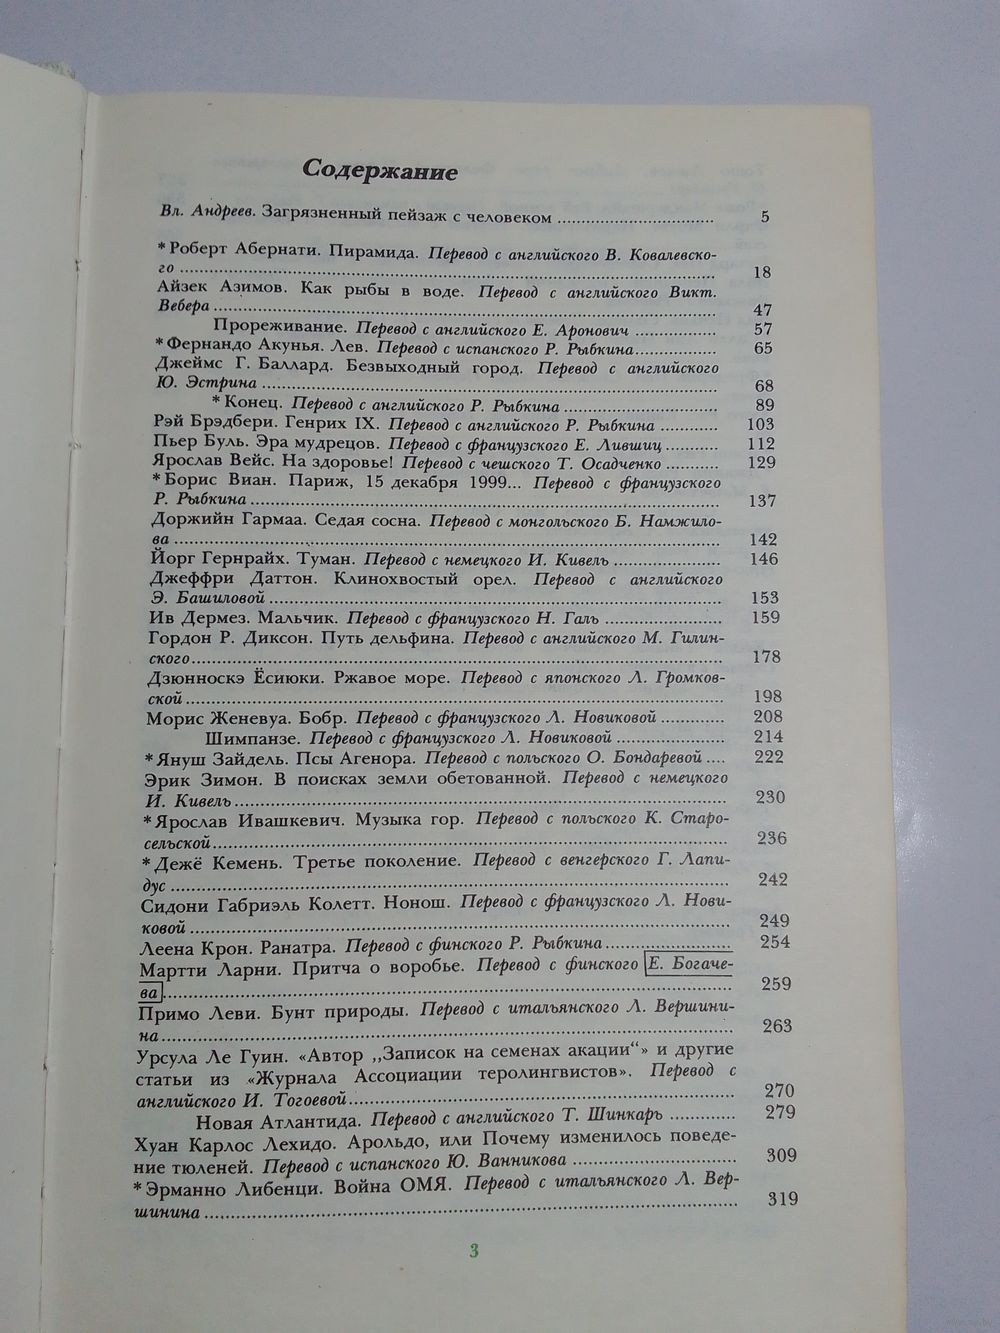 Содержание
Вл. Андреев. Загрязненный пейзаж с человеком ................................ 5
*Роберт Абернати. Пирамида. Перевод с английского В. Ковалевско-
го ................................ 18
Айзек Азимов. Как рыбы в воде. Перевод с английского Викт.
Вебера ................................ 47
Прореживание. Перевод с английского Е. Аронович ................ 57
*Фернандо Акунья. Лев. Перевод с испанского Р. Рыбкина ................ 65
Джеймс Г. Баллард. Безвыходный город. Перевод с английского
Ю. Эстрина ................................ 68
*Конец. Перевод с английского Р. Рыбкина ................................ 89
Рэй Брэдбери. Генрих IX. Перевод с английского Р. Рыбкина ............ 103
Пьер Буль. Эра мудрецов. Перевод с французского Е. Лившиц ........... 112
Ярослав Вейс. На здоровье! Перевод с чешского Т. Осадченко ........... 129
*Борис Виан. Париж, 15 декабря 1999... Перевод с французского
Р. Рыбкина ................................ 137
Доржийн Гармаа. Седая сосна. Перевод с монгольского Б. Намжило-
ва ................................ 142
Йорг Гернрайх. Туман. Перевод с немецкого И. Кивелъ ...................... 146
Джеффри Даттон. Клинохвостый орел. Перевод с английского
Э. Башиловой ................................ 153
Ив Дермез. Мальчик. Перевод с французского Н. Галъ ........................ 159
Гордон Р. Диксон. Путь дельфина. Перевод с английского М. Гилин-
ского ................................ 178
Дзюнноскэ Ёсиюки. Ржавое море. Перевод с японского Л. Громков-
ской ................................ 198
Морис Женевуа. Бобр. Перевод с французского Л. Новиковой ............. 208
Шимпанзе. Перевод с французского Л. Новиковой ...................... 214
*Януш Зайдель. Псы Агенора. Перевод с польского О. Бондаревой .... 222
Эрик Зимон. В поисках земли обетованной. Перевод с немецкого
И. Кивелъ ................................ 230
*Ярослав Ивашкевич. Музыка гор. Перевод с польского К. Старо-
сельской ................................ 236
*Дежё Кемень. Третье поколение. Перевод с венгерского Г. Лапи-
дус ................................ 242
Сидони Габриэль Колетт. Нонош. Перевод с французского Л. Нови-
ковой ................................ 249
Леена Крон. Ранатра. Перевод с финского Р. Рыбкина ........................ 254
Мартти Ларни. Притча о воробье. Перевод с финского Е. Богаче-
ва ................................ 259
Примо Леви. Бунт природы. Перевод с итальянского Л. Вершини-
на ................................ 263
Урсула Ле Гуин. «Автор ,,Записок на семенах акации“» и другие
статьи из «Журнала Ассоциации теролингвистов». Перевод с
английского И. Тогоевой ................................ 270
Новая Атлантида. Перевод с английского Т. Шинкаръ ............. 279
Хуан Карлос Лехидо. Арольдо, или Почему изменилось поведе-
ние тюленей. Перевод с испанского Ю. Ванникова ................................ 309
*Эрманно Либенци. Война ОМЯ. Перевод с итальянского Л. Вер-
шинина ................................ 319
3